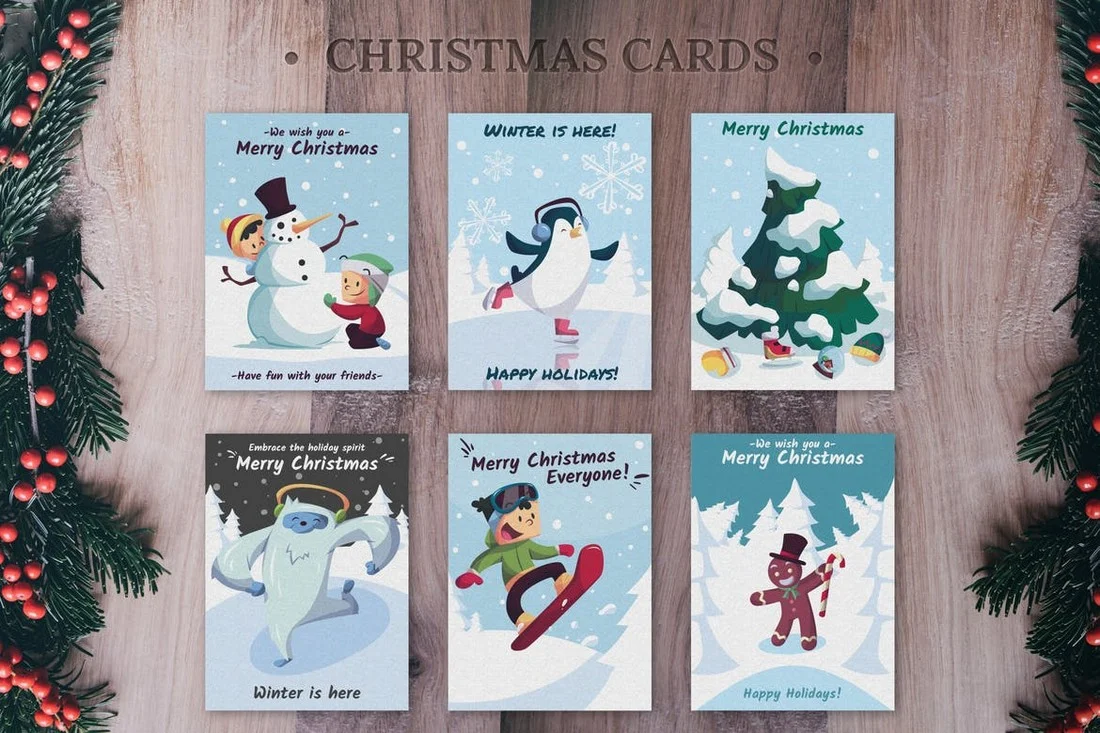 • CHRISTMAS CARDS •
-We wish you a-
Merry Christmas
-Have fun with your friends-
Winter is here!
Happy holidays!
Merry Christmas
Embrace the holiday spirit
Merry Christmas
Winter is here
Merry Christmas
Everyone!
-We wish you a-
Merry Christmas
Happy Holidays!